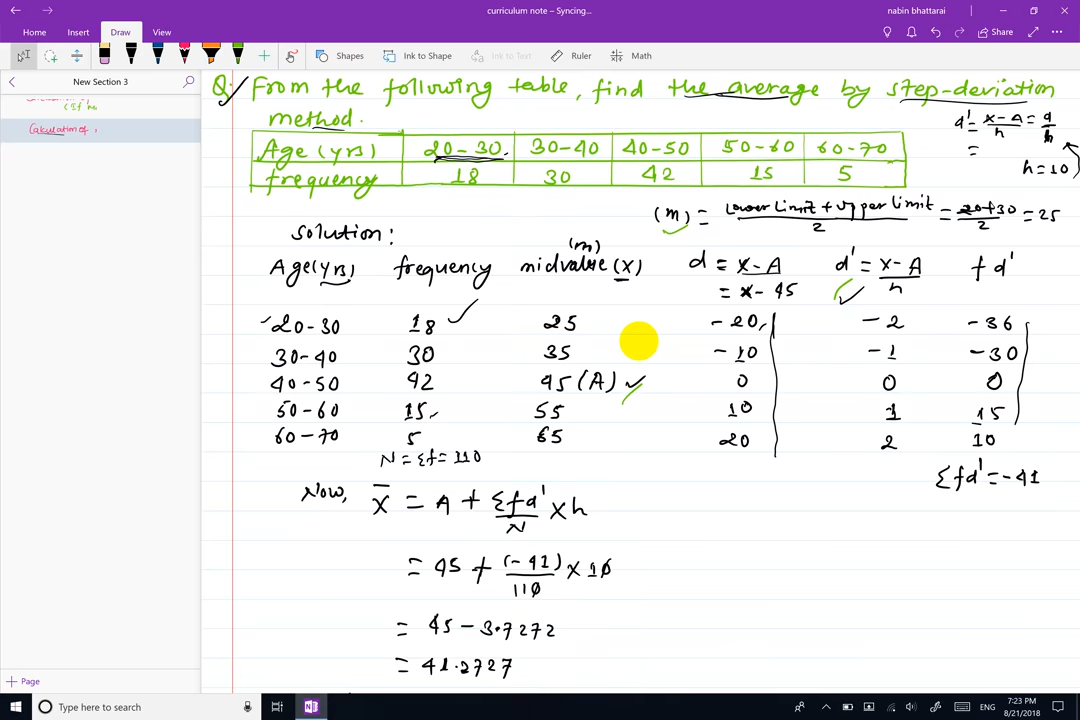 curriculum note - Syncing...
nabin bhattarai
Home Insert Draw View
Share
Shapes Ink to Shape Ink to Text Ruler Math
New Section 3
Calculation of ,
Q. From the following table, find the average by step-deviation
method.
d' = x-A/h = d/h
=
h=10
Age (yrs) 20-30 30-40 40-50 50-60 60-70
frequency 18 30 42 15 5
(m) = Lower Limit + Upper Limit / 2 = 20+30/2 = 25
Solution:
(m)
Age(yrs) frequency midvalue (x) d = x-A d' = x-A/h f d'
= x-45
20-30 18 25 -20 -2 -36
30-40 30 35 -10 -1 -30
40-50 42 45 (A) 0 0 0
50-60 15 55 10 1 15
60-70 5 65 20 2 10
N = Σf = 110
Σfd' = -41
Now, X̄ = A + Σfd'/N × h
= 45 + (-41)/110 × 10
= 45 - 3.7272
= 41.2727
Page
Type here to search
ENG
7:23 PM
8/21/2018